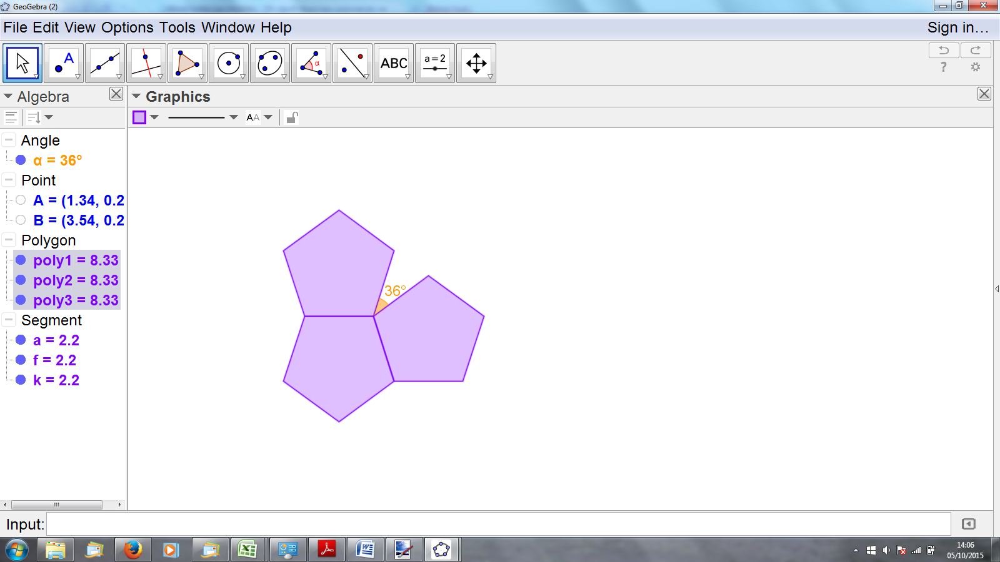 GeoGebra (2)
File Edit View Options Tools Window Help
Sign in...
A
α
ABC
a=2
?
Algebra
Graphics
AA
Angle
α = 36°
Point
A = (1.34, 0.2
B = (3.54, 0.2
Polygon
poly1 = 8.33
poly2 = 8.33
poly3 = 8.33
Segment
a = 2.2
f = 2.2
k = 2.2
36°
Input:
14:06
05/10/2015